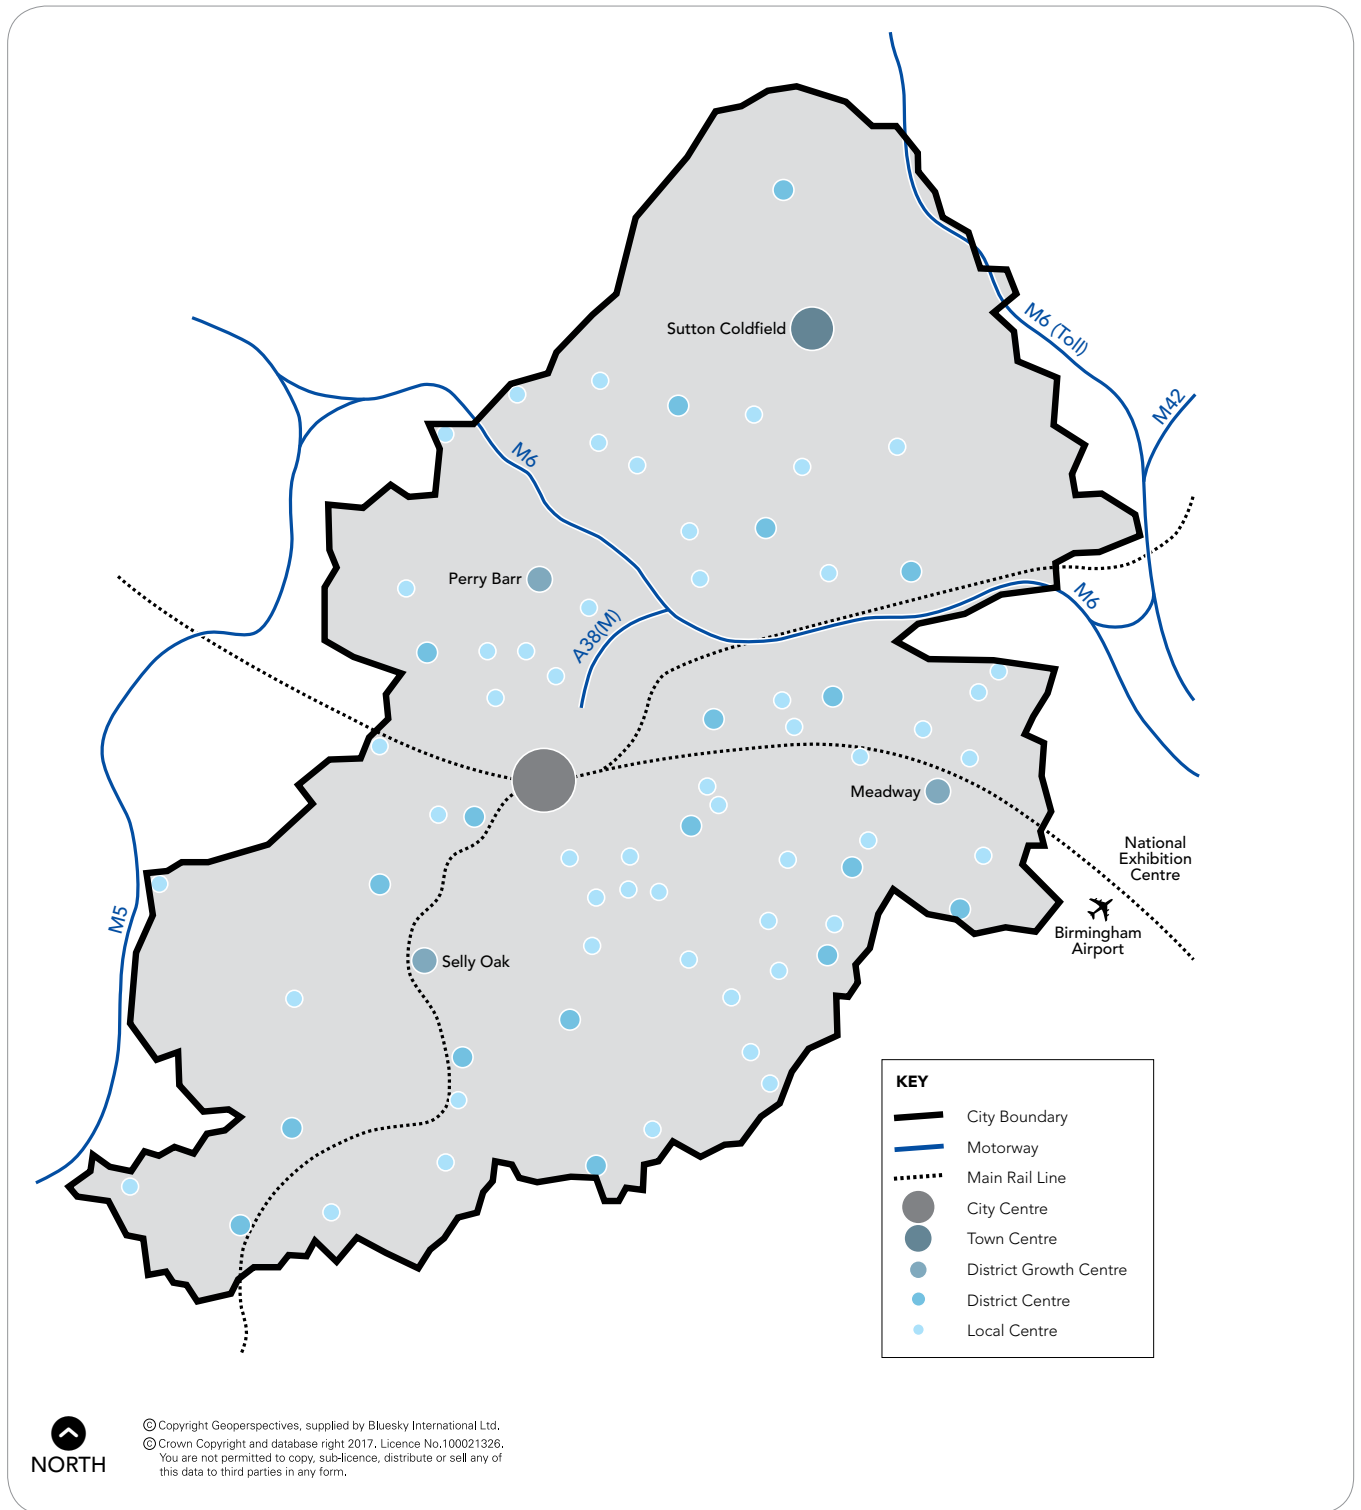 Sutton Coldfield
M6 (Toll)
M42
M6
Perry Barr
A38(M)
M6
Meadway
National
Exhibition
Centre
Birmingham
Airport
M5
Selly Oak
KEY
City Boundary
Motorway
Main Rail Line
City Centre
Town Centre
District Growth Centre
District Centre
Local Centre
NORTH
© Copyright Geoperspectives, supplied by Bluesky International Ltd.
© Crown Copyright and database right 2017. Licence No.100021326.
You are not permitted to copy, sub-licence, distribute or sell any of
this data to third parties in any form.